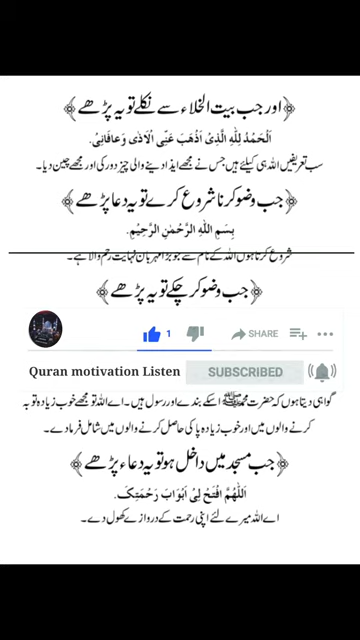 ﴿اور جب بیت الخلاء سے نکلے تو یہ پڑھے﴾
اَلْحَمْدُ لِلّٰهِ الَّذِیْ اَذْهَبَ عَنِّی الْاَذٰی وَعَافَانِیْ.
سب تعریفیں اللہ ہی کیلئے ہیں جس نے مجھے ایذا دینے والی چیز دور کی اور مجھے چین دیا۔
﴿جب وضو کرنا شروع کرے تو یہ دعا پڑھے﴾
بِسْمِ اللهِ الرَّحْمٰنِ الرَّحِیْمِ.
شروع کرتا ہوں اللہ کے نام سے جو بڑا مہربان نہایت رحم والا ہے۔
﴿جب وضو کر چکے تو یہ پڑھے﴾
1 SHARE
Quran motivation Listen SUBSCRIBED
گواہی دیتا ہوں کہ حضرت محمد ﷺ اسکے بندے اور رسول ہیں۔ اے اللہ تو مجھے خوب زیادہ توبہ
کرنے والوں میں اور خوب زیادہ پاکی حاصل کرنے والوں میں شامل فرما دے۔
﴿جب مسجد میں داخل ہو تو یہ دعاء پڑھے﴾
اَللّٰهُمَّ افْتَحْ لِیْ اَبْوَابَ رَحْمَتِکَ.
اے اللہ میرے لئے اپنی رحمت کے دروازے کھول دے۔